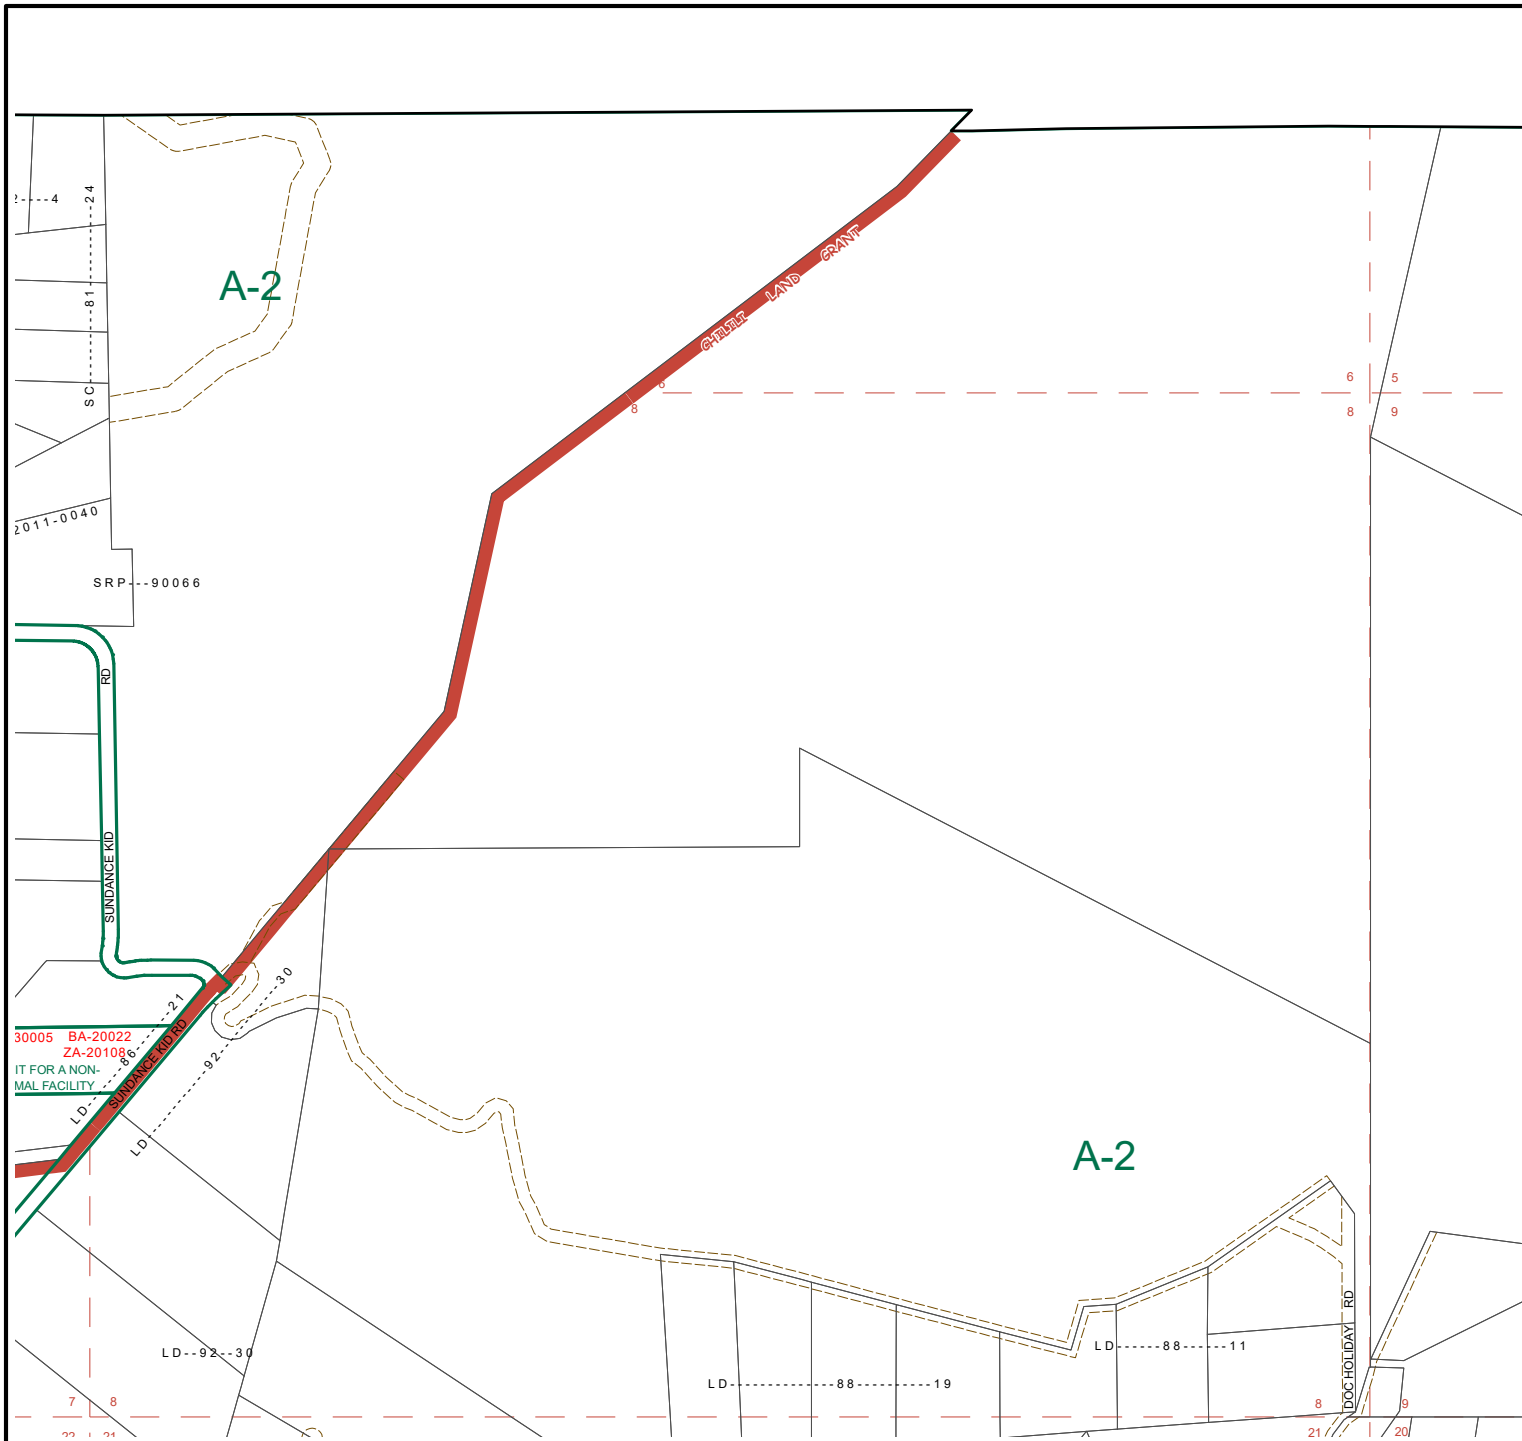 ----4
SC-----81---------24
A-2
CHILILI LAND GRANT
6
8
6 5
8 9
2011-0040
SRP---90066
RD
SUNDANCE KID
LD-----86------21
30005 BA-20022
ZA-20108
IT FOR A NON-
MAL FACILITY
SUNDANCE KID RD
LD-------92-------30
A-2
LD--92--30
LD-----------88--------19
LD-----88-----11
DOC HOLIDAY RD
7 8
22 21
8 9
21 20